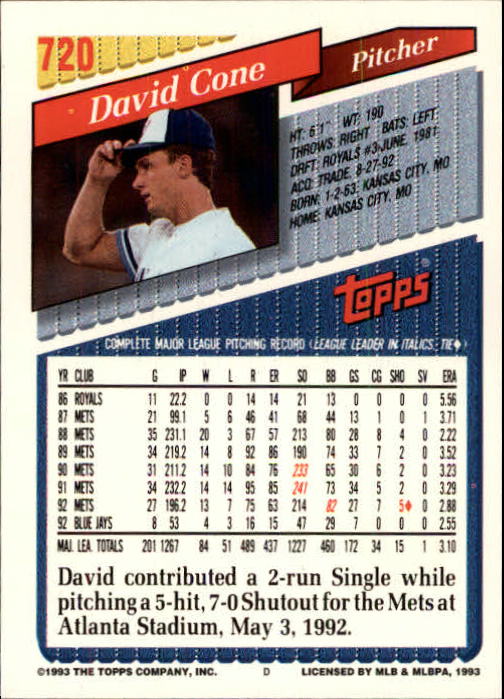 720
David Cone
Pitcher
HT: 6'1" WT: 190
THROWS: RIGHT BATS: LEFT
DRFT: ROYALS #3-JUNE, 1981
ACQ: TRADE, 8-27-92
BORN: 1-2-63, KANSAS CITY, MO
HOME: KANSAS CITY, MO
TOPPS®
COMPLETE MAJOR LEAGUE PITCHING RECORD (LEAGUE LEADER IN ITALICS, TIE♦)
YR CLUB G IP W L R ER SO BB GS CG SHO SV ERA
86 ROYALS 11 22.2 0 0 14 14 21 13 0 0 0 0 5.56
87 METS 21 99.1 5 6 46 41 68 44 13 1 0 1 3.71
88 METS 35 231.1 20 3 67 57 213 80 28 8 4 0 2.22
89 METS 34 219.2 14 8 92 86 190 74 33 7 2 0 3.52
90 METS 31 211.2 14 10 84 76 233 65 30 6 2 0 3.23
91 METS 34 232.2 14 14 95 85 241 73 34 5 2 0 3.29
92 METS 27 196.2 13 7 75 63 214 82 27 7 5♦ 0 2.88
92 BLUE JAYS 8 53 4 3 16 15 47 29 7 0 0 0 2.55
MAJ. LEA. TOTALS 201 1267 84 51 489 437 1227 460 172 34 15 1 3.10
David contributed a 2-run Single while
pitching a 5-hit, 7-0 Shutout for the Mets at
Atlanta Stadium, May 3, 1992.
©1993 THE TOPPS COMPANY, INC. D LICENSED BY MLB & MLBPA, 1993